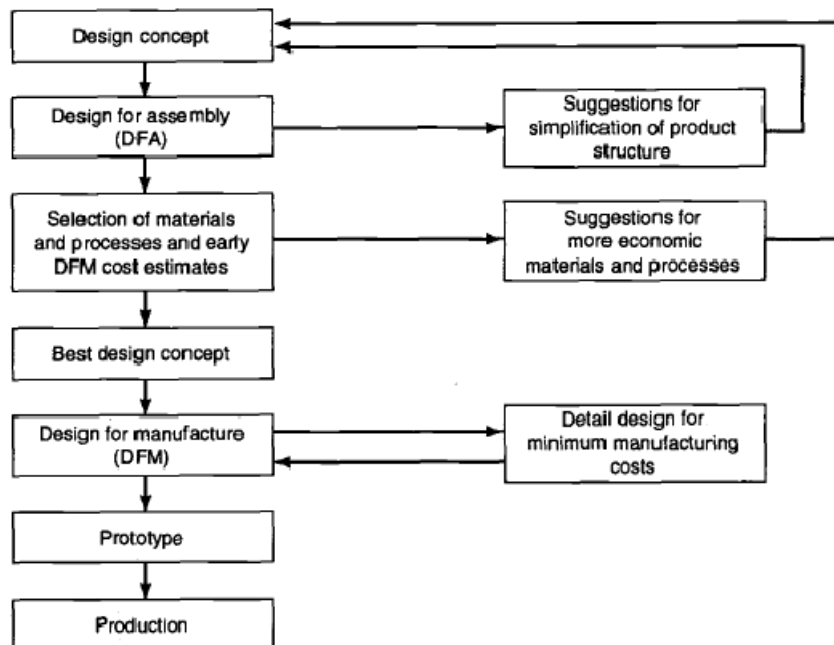 Design concept
Design for assembly
(DFA)
Suggestions for
simplification of product
structure
Selection of materials
and processes and early
DFM cost estimates
Suggestions for
more economic
materials and processes
Best design concept
Design for manufacture
(DFM)
Detail design for
minimum manufacturing
costs
Prototype
Production